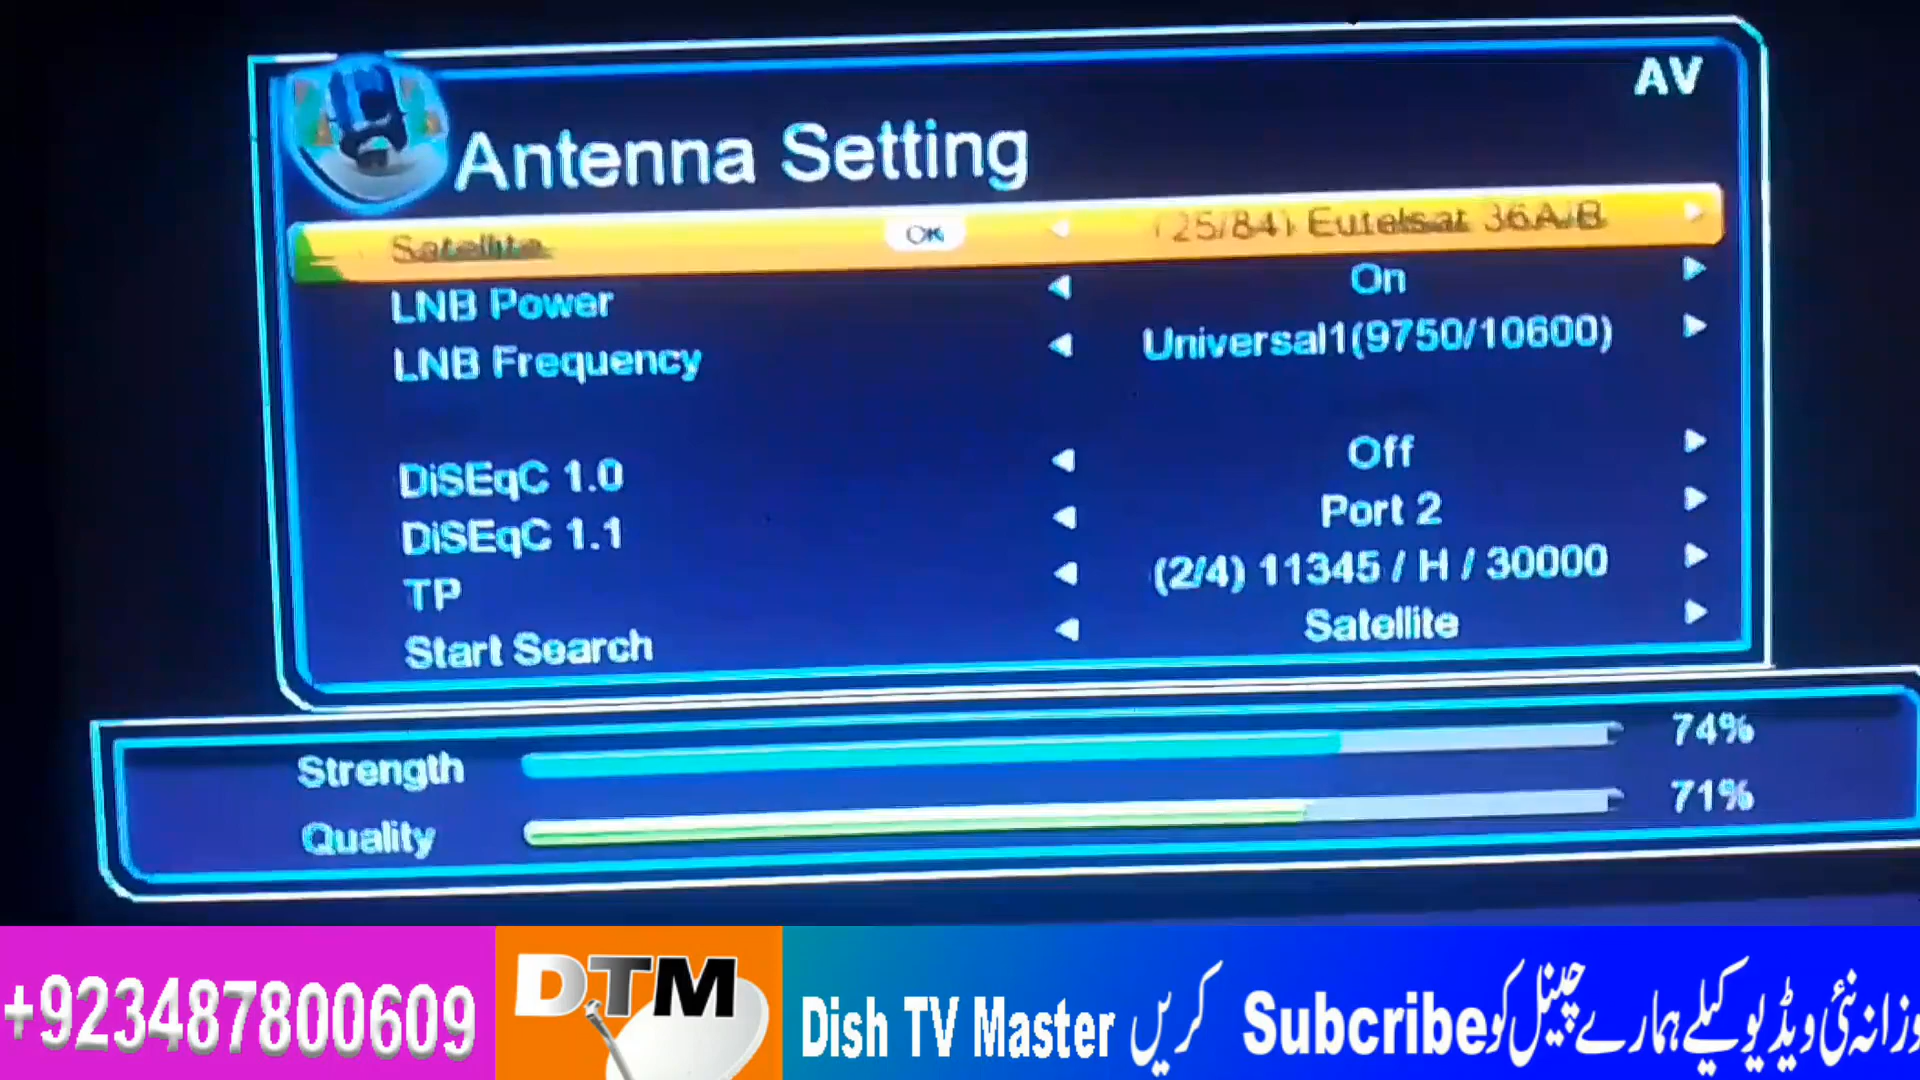 AV
Antenna Setting
Satellite OK (25/84) Eutelsat 36A/B
LNB Power On
LNB Frequency Universal1(9750/10600)
DiSEqC 1.0 Off
DiSEqC 1.1 Port 2
TP (2/4) 11345 / H / 30000
Start Search Satellite
Strength 74%
Quality 71%
+923487800609
DTM
Dish TV Master
وزانہ نئی ویڈیو کیلے ہمارے چینل کو Subcribe کریں